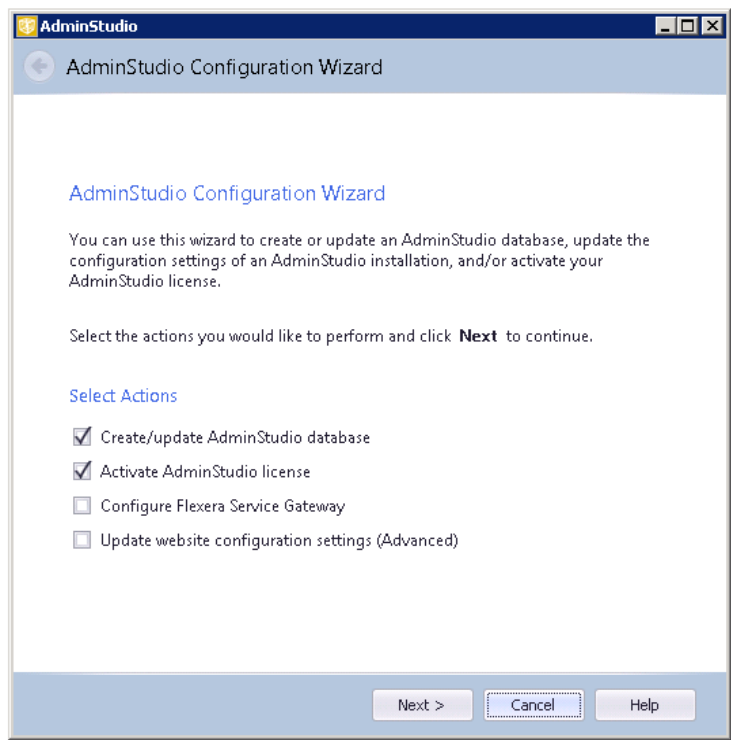 AdminStudio
AdminStudio Configuration Wizard
AdminStudio Configuration Wizard
You can use this wizard to create or update an AdminStudio database, update the
configuration settings of an AdminStudio installation, and/or activate your
AdminStudio license.
Select the actions you would like to perform and click Next to continue.
Select Actions
Create/update AdminStudio database
Activate AdminStudio license
Configure Flexera Service Gateway
Update website configuration settings (Advanced)
Next > Cancel Help